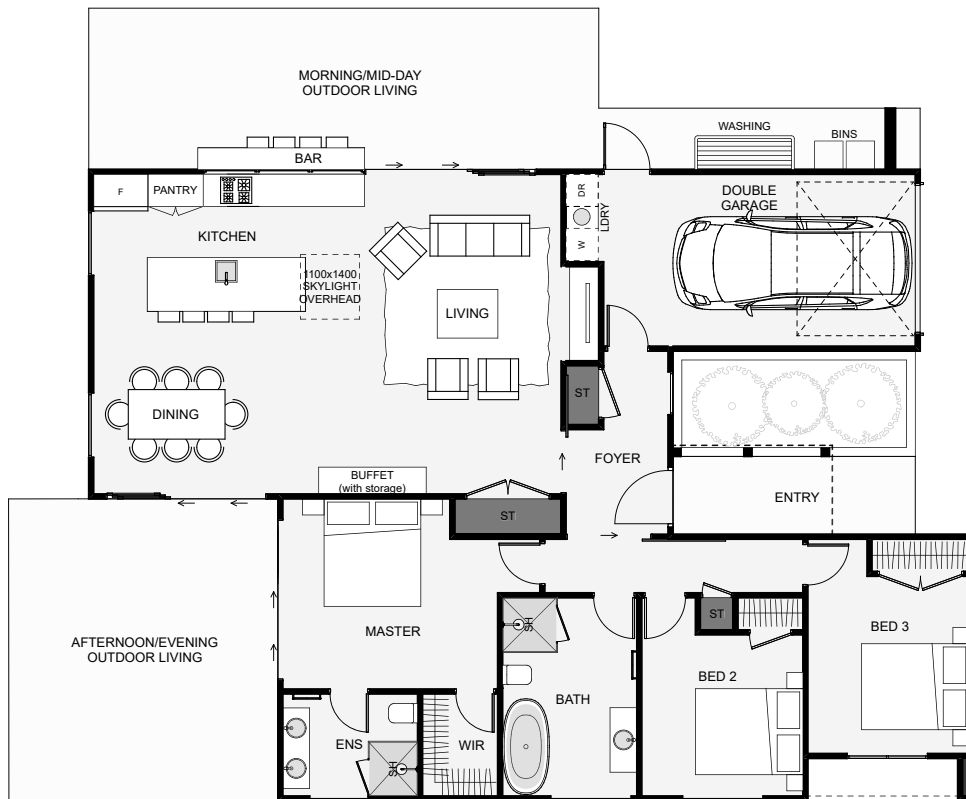 MORNING/MID-DAY
OUTDOOR LIVING
WASHING
BINS
BAR
F
PANTRY
DR
LDRY
W
DOUBLE
GARAGE
KITCHEN
1100x1400
SKYLIGHT
OVERHEAD
LIVING
ST
DINING
FOYER
BUFFET
(with storage)
ENTRY
ST
SH
ST
MASTER
BED 3
AFTERNOON/EVENING
OUTDOOR LIVING
BED 2
BATH
ENS
WIR
SH